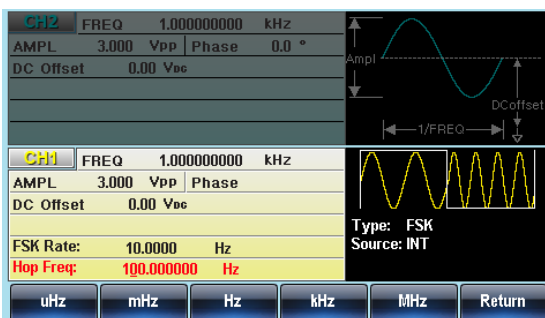 CH2 FREQ 1.000000000 kHz
AMPL 3.000 Vpp Phase 0.0 °
DC Offset 0.00 VDC
Ampl
DCoffset
1/FREQ
CH1 FREQ 1.000000000 kHz
AMPL 3.000 Vpp Phase
DC Offset 0.00 VDC
FSK Rate: 10.0000 Hz
Hop Freq: 100.000000 Hz
Type: FSK
Source: INT
uHz mHz Hz kHz MHz Return